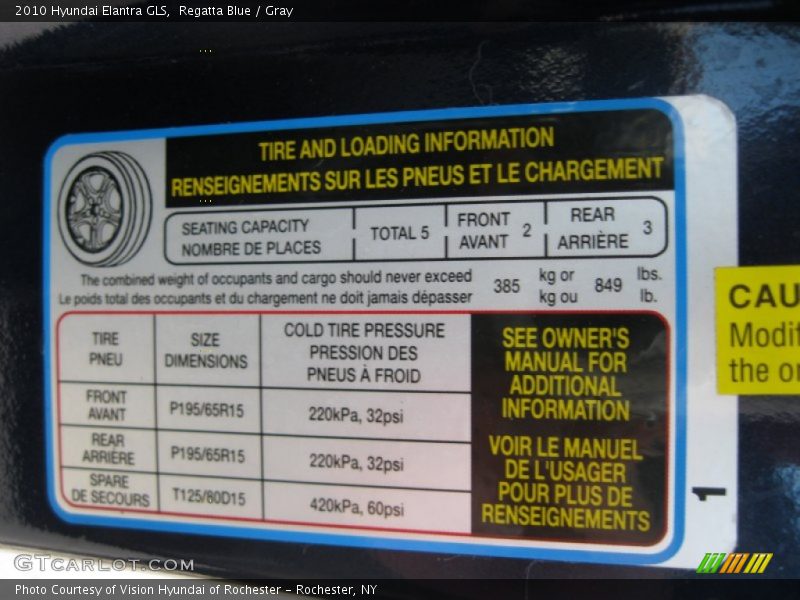 2010 Hyundai Elantra GLS,  Regatta Blue / Gray
TIRE AND LOADING INFORMATION
RENSEIGNEMENTS SUR LES PNEUS ET LE CHARGEMENT
SEATING CAPACITY
NOMBRE DE PLACES
TOTAL 5
FRONT
AVANT
2
REAR
ARRIÈRE
3
The combined weight of occupants and cargo should never exceed
Le poids total des occupants et du chargement ne doit jamais dépasser
385
kg or
kg ou
849
lbs.
lb.
TIRE
PNEU
SIZE
DIMENSIONS
COLD TIRE PRESSURE
PRESSION DES
PNEUS À FROID
FRONT
AVANT
P195/65R15
220kPa, 32psi
REAR
ARRIÈRE
P195/65R15
220kPa, 32psi
SPARE
DE SECOURS
T125/80D15
420kPa, 60psi
SEE OWNER'S
MANUAL FOR
ADDITIONAL
INFORMATION
VOIR LE MANUEL
DE L'USAGER
POUR PLUS DE
RENSEIGNEMENTS
1
CAU
Modif
the o
GTCARLOT.COM
Photo Courtesy of Vision Hyundai of Rochester – Rochester, NY